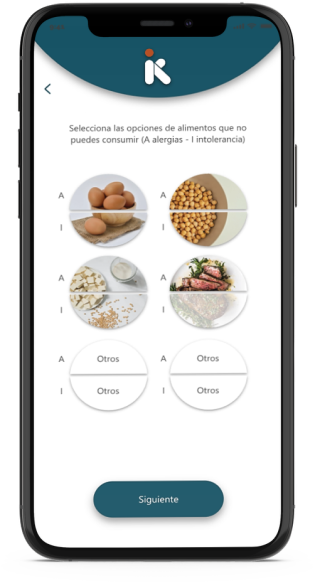 Selecciona las opciones de alimentos que no
puedes consumir (A alergias - I intolerancia)
A A
I I
A A
I I
A Otros A Otros
I Otros I Otros
Siguiente